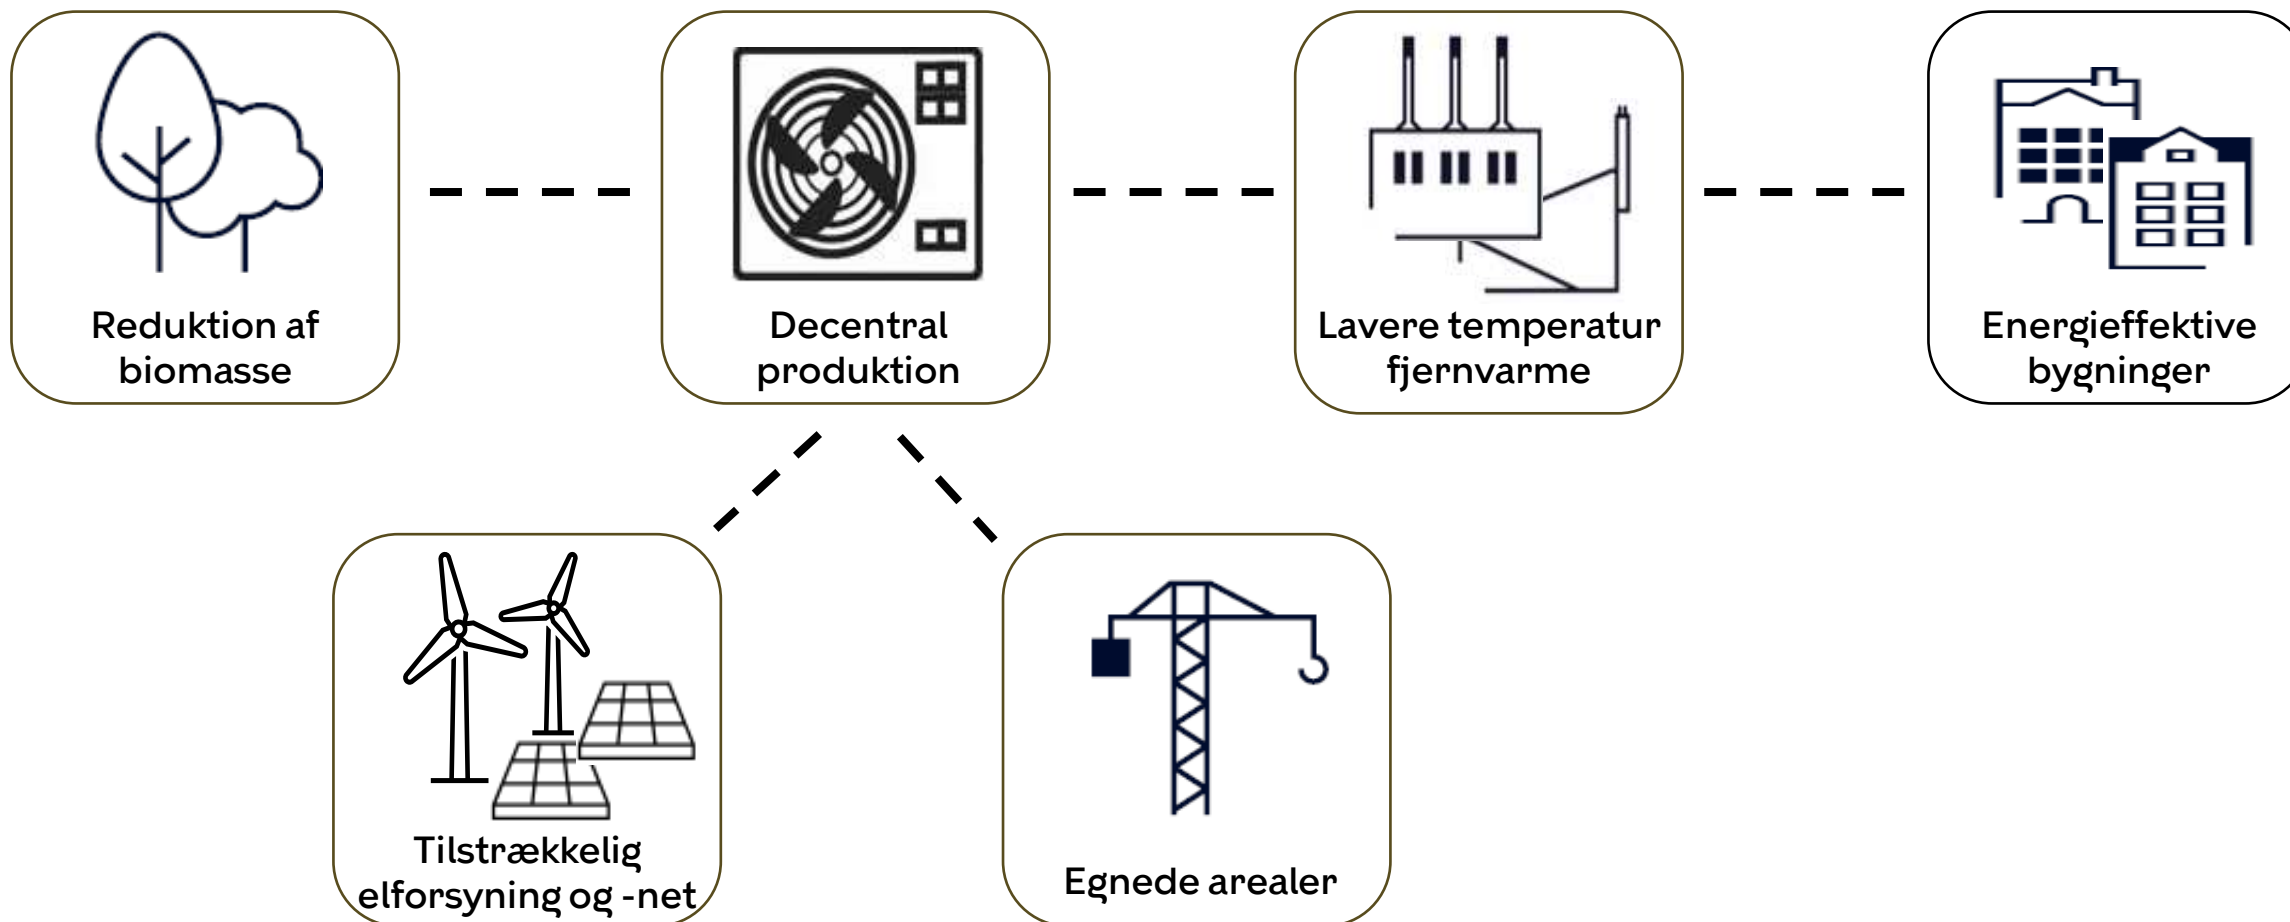 Reduktion af
biomasse
Decentral
produktion
Lavere temperatur
fjernvarme
Energieffektive
bygninger
Tilstrækkelig
elforsyning og -net
Egnede arealer